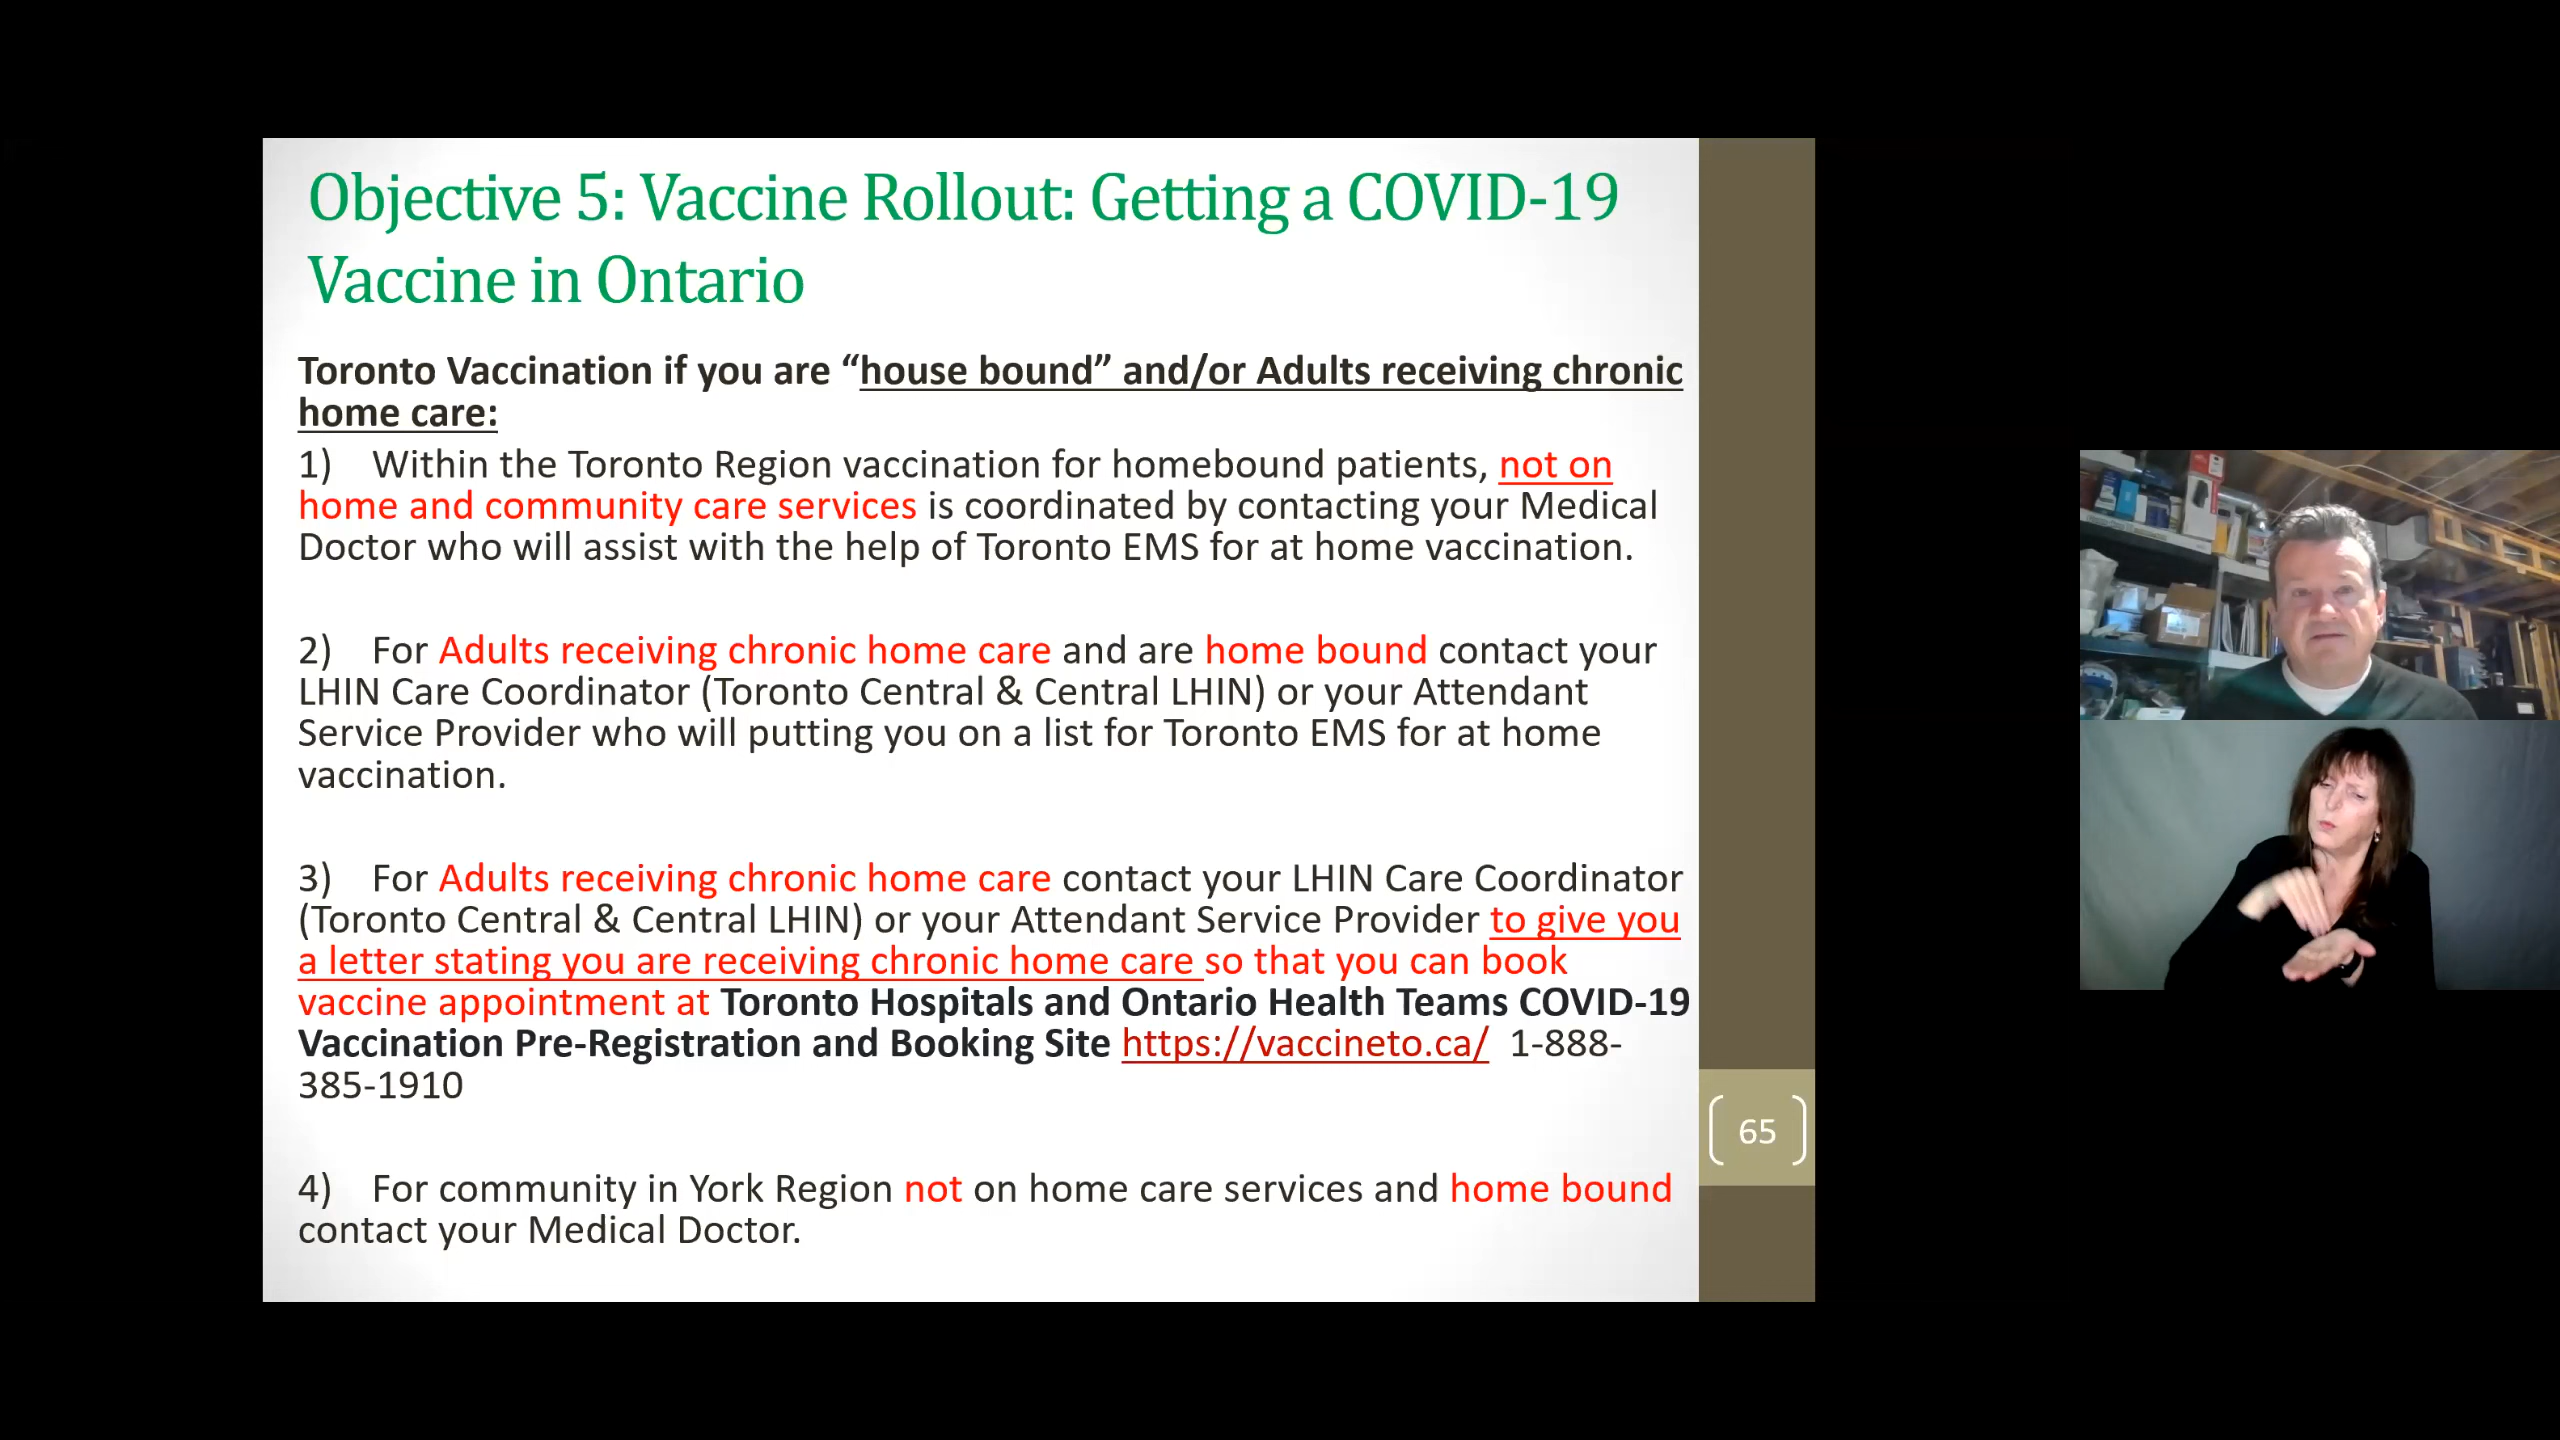 Objective 5: Vaccine Rollout: Getting a COVID-19
Vaccine in Ontario
Toronto Vaccination if you are “house bound” and/or Adults receiving chronic
home care:
1) Within the Toronto Region vaccination for homebound patients, not on
home and community care services is coordinated by contacting your Medical
Doctor who will assist with the help of Toronto EMS for at home vaccination.
2) For Adults receiving chronic home care and are home bound contact your
LHIN Care Coordinator (Toronto Central & Central LHIN) or your Attendant
Service Provider who will putting you on a list for Toronto EMS for at home
vaccination.
3) For Adults receiving chronic home care contact your LHIN Care Coordinator
(Toronto Central & Central LHIN) or your Attendant Service Provider to give you
a letter stating you are receiving chronic home care so that you can book
vaccine appointment at Toronto Hospitals and Ontario Health Teams COVID-19
Vaccination Pre-Registration and Booking Site https://vaccineto.ca/ 1-888-
385-1910
4) For community in York Region not on home care services and home bound
contact your Medical Doctor.
65